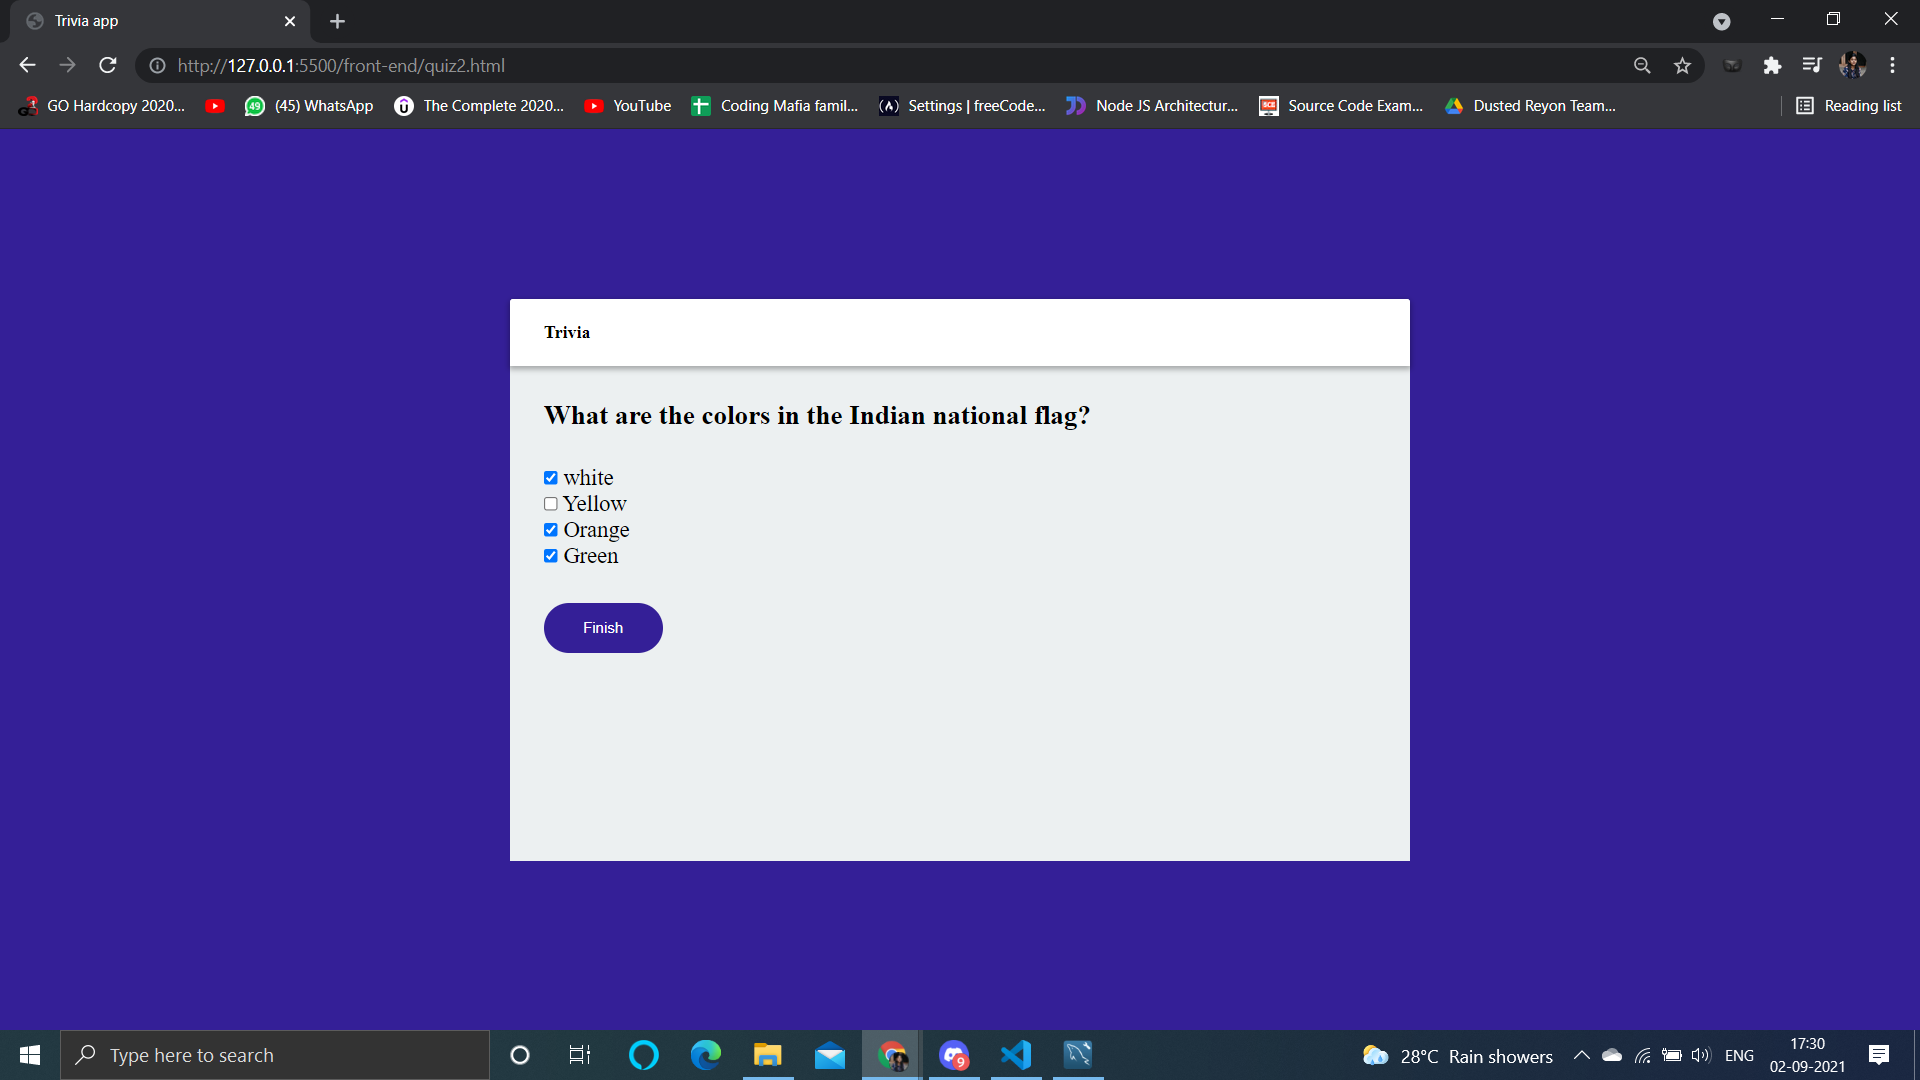 Trivia app
http://127.0.0.1:5500/front-end/quiz2.html
GO Hardcopy 2020... (45) WhatsApp The Complete 2020... YouTube Coding Mafia famil... Settings | freeCode... Node JS Architectur... Source Code Exam... Dusted Reyon Team... Reading list
Trivia
What are the colors in the Indian national flag?
white
Yellow
Orange
Green
Finish
Type here to search
9
28°C Rain showers
ENG
17:30
02-09-2021